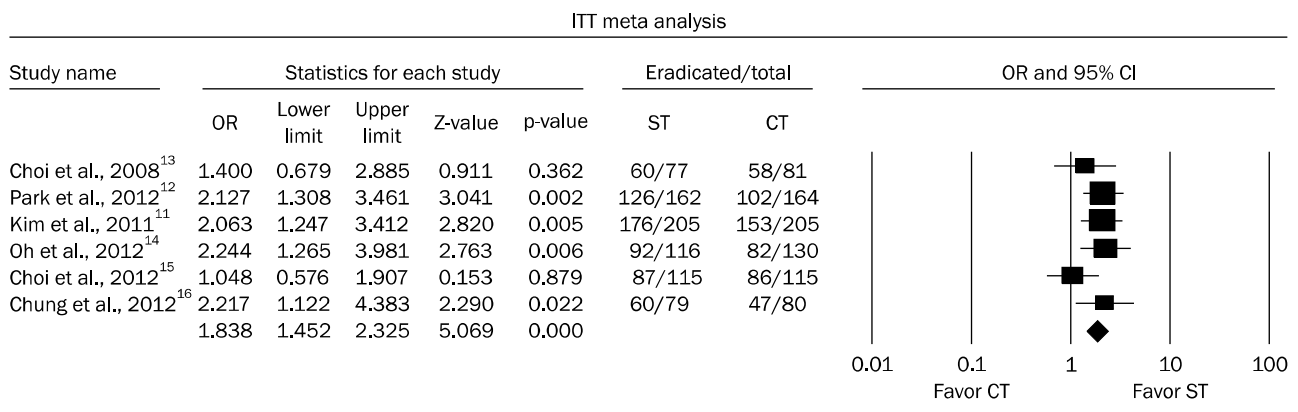 ITT meta analysis
Study name Statistics for each study Eradicated/total OR and 95% CI
OR Lower limit Upper limit Z-value p-value ST CT
Choi et al., 2008¹³ 1.400 0.679 2.885 0.911 0.362 60/77 58/81
Park et al., 2012¹² 2.127 1.308 3.461 3.041 0.002 126/162 102/164
Kim et al., 2011¹¹ 2.063 1.247 3.412 2.820 0.005 176/205 153/205
Oh et al., 2012¹⁴ 2.244 1.265 3.981 2.763 0.006 92/116 82/130
Choi et al., 2012¹⁵ 1.048 0.576 1.907 0.153 0.879 87/115 86/115
Chung et al., 2012¹⁶ 2.217 1.122 4.383 2.290 0.022 60/79 47/80
1.838 1.452 2.325 5.069 0.000
0.01 0.1 1 10 100
Favor CT Favor ST